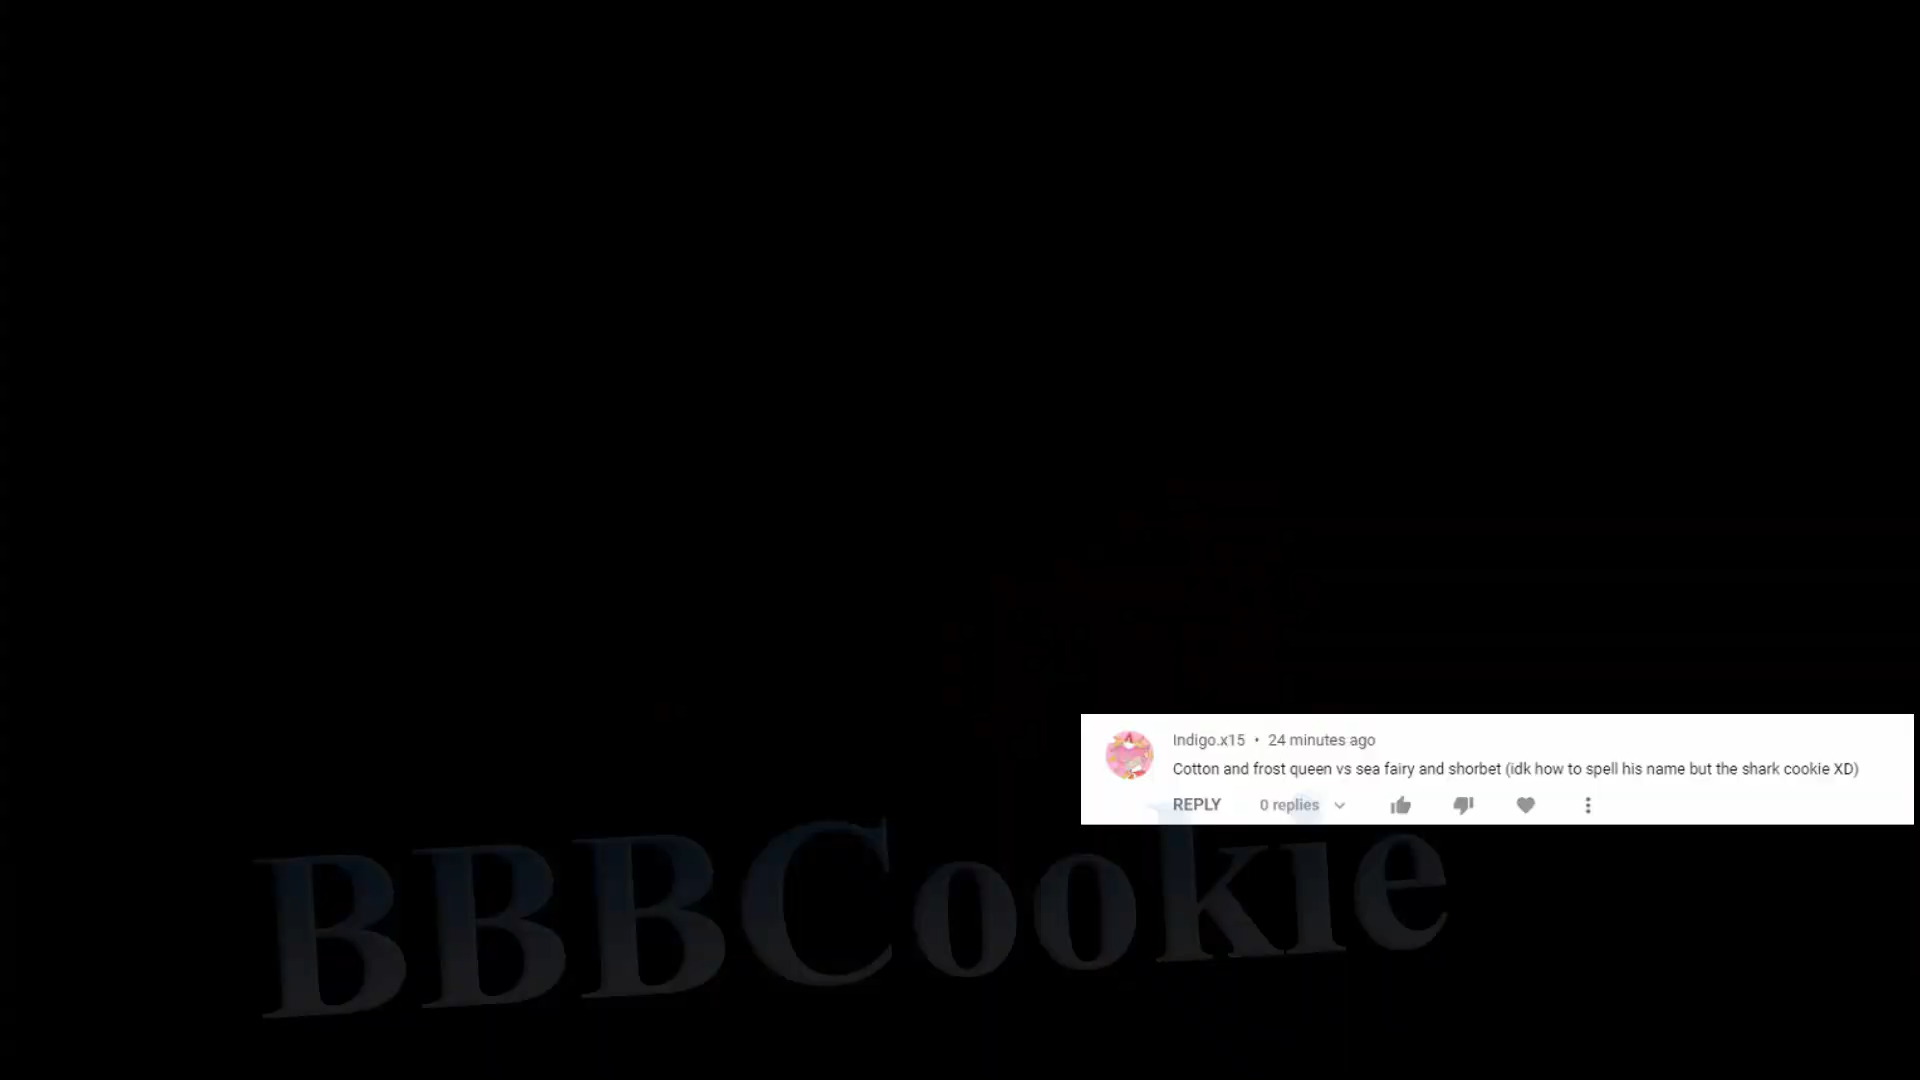 Indigo.x15 • 24 minutes ago
Cotton and frost queen vs sea fairy and shorbet (idk how to spell his name but the shark cookie XD)
REPLY 0 replies
BBBCookie